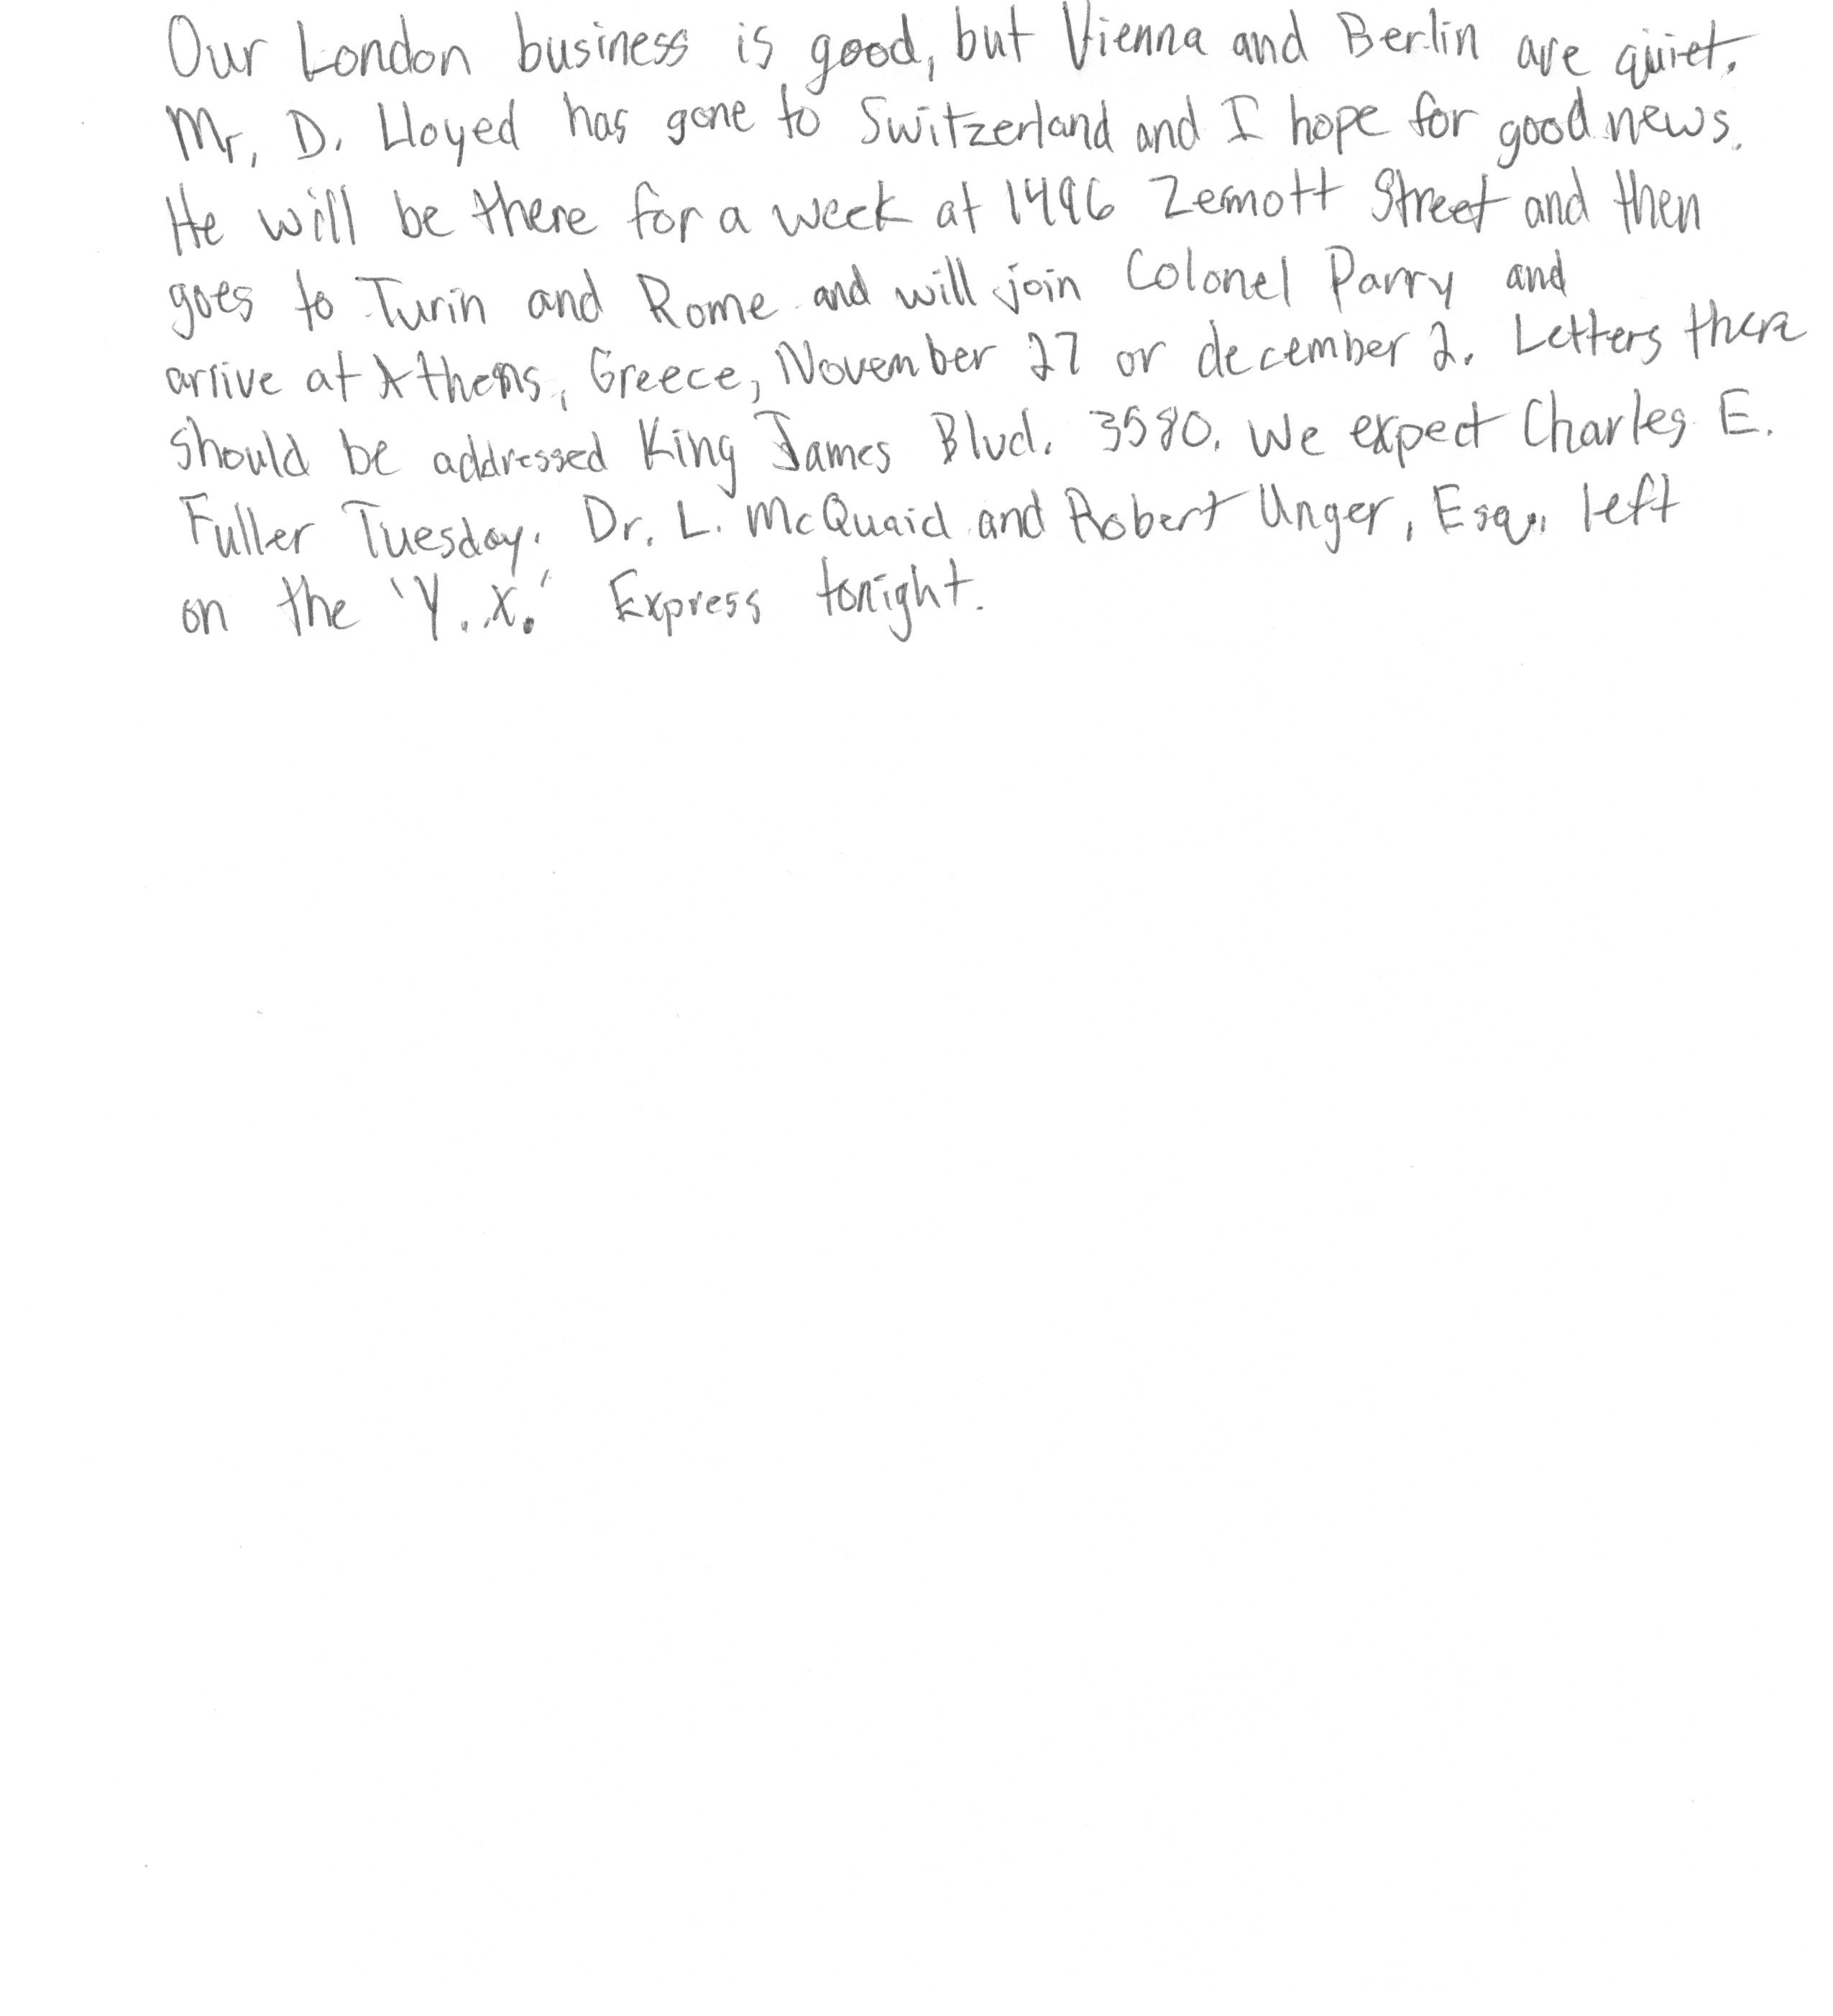 Our London business is good, but Vienna and Berlin are quiet.
Mr. D. Lloyed has gone to Switzerland and I hope for good news.
He will be there for a week at 1496 Zemott Street and then
goes to Turin and Rome and will join Colonel Parry and
arrive at Athens, Greece, November 27 or december 2. Letters there
should be addressed King James Blvd. 3580. We expect Charles E.
Fuller Tuesday. Dr. L. McQuaid and Robert Unger, Esq., left
on the 'Y.X.' Express tonight.